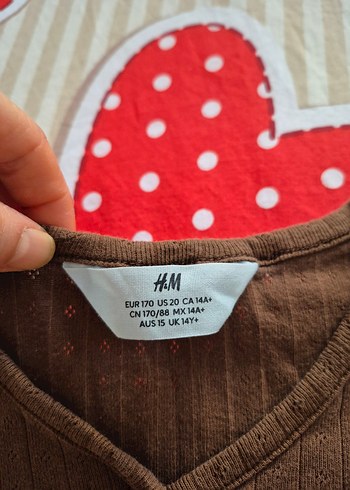 H&M
EUR 170 US 20 CA 14A+
CN 170/88 MX 14A+
AUS 15 UK 14Y+